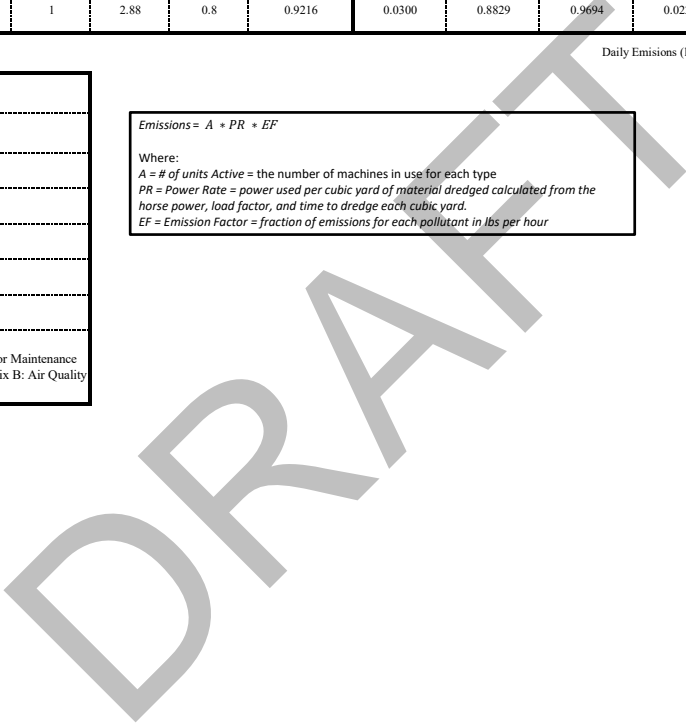 1 2.88 0.8 0.9216 0.0300 0.8829 0.9694
Daily Emisions
Emissions = A * PR * EF
Where:
A = # of units Active = the number of machines in use for each type
PR = Power Rate = power used per cubic yard of material dredged calculated from the
horse power, load factor, and time to dredge each cubic yard.
EF = Emission Factor = fraction of emissions for each pollutant in lbs per hour
or Maintenance
ix B: Air Quality
DRAFT